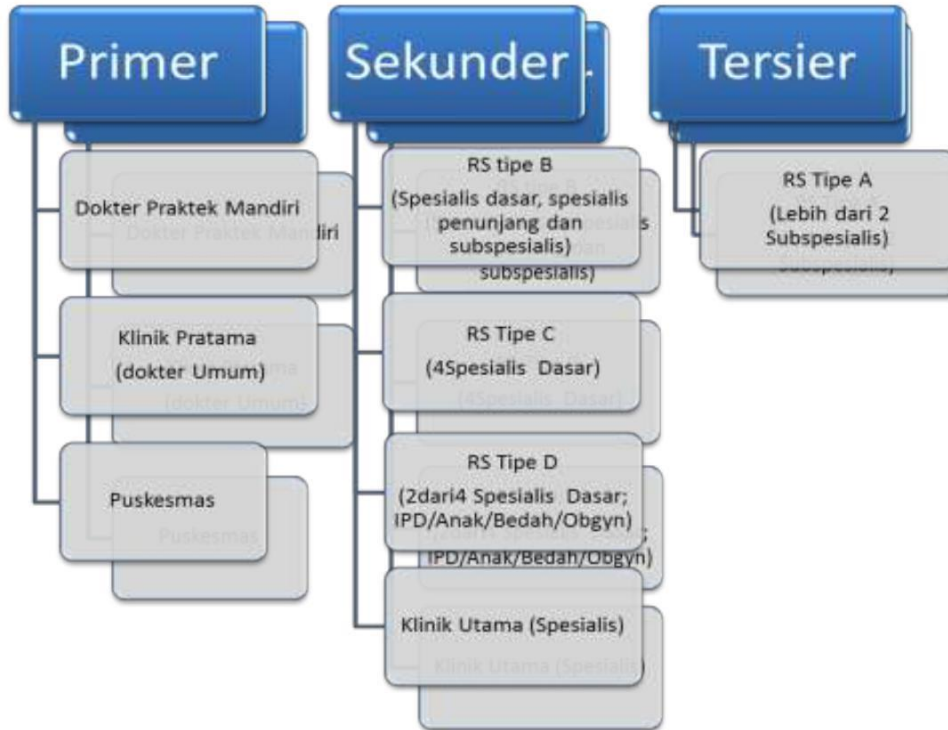 Primer
Dokter Praktek Mandiri
Klinik Pratama
(dokter Umum)
Puskesmas
Sekunder
RS tipe B
(Spesialis dasar, spesialis
penunjang dan
subspesialis)
RS Tipe C
(4Spesialis Dasar)
RS Tipe D
(2dari4 Spesialis Dasar;
IPD/Anak/Bedah/Obgyn)
Klinik Utama (Spesialis)
Tersier
RS Tipe A
(Lebih dari 2
Subspesialis)